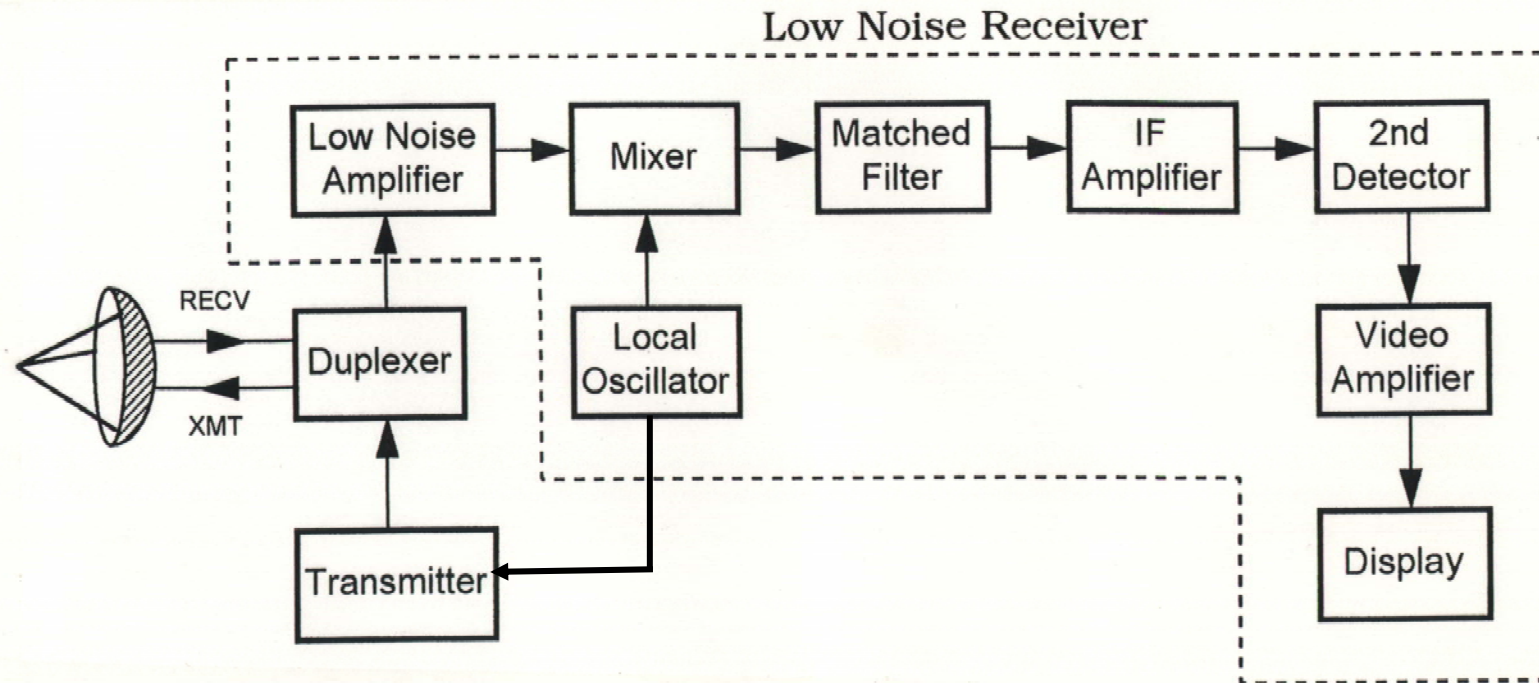 Low Noise Receiver
Low Noise
Amplifier
Mixer
Matched
Filter
IF
Amplifier
2nd
Detector
RECV
XMT
Duplexer
Local
Oscillator
Video
Amplifier
Transmitter
Display